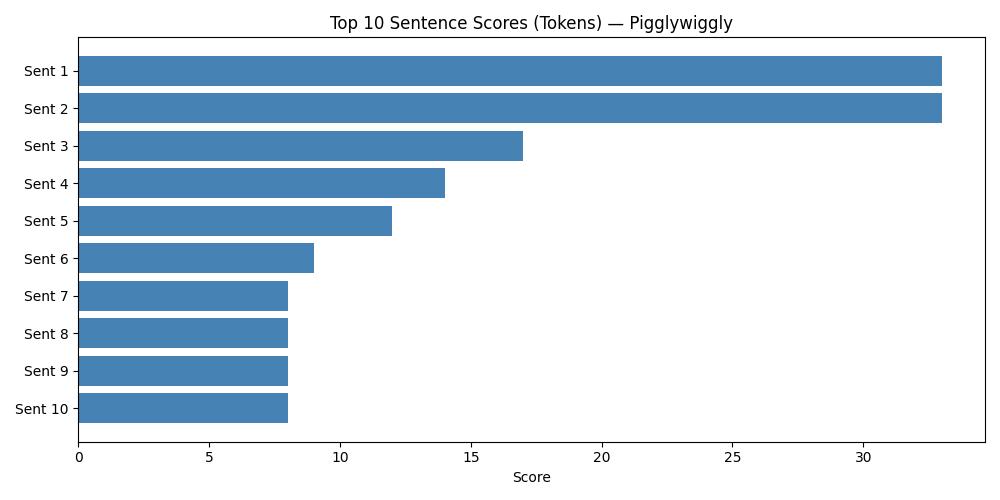 Top 10 Sentence Scores (Tokens) — Pigglywiggly
Sent 1
Sent 2
Sent 3
Sent 4
Sent 5
Sent 6
Sent 7
Sent 8
Sent 9
Sent 10
0 5 10 15 20 25 30
Score